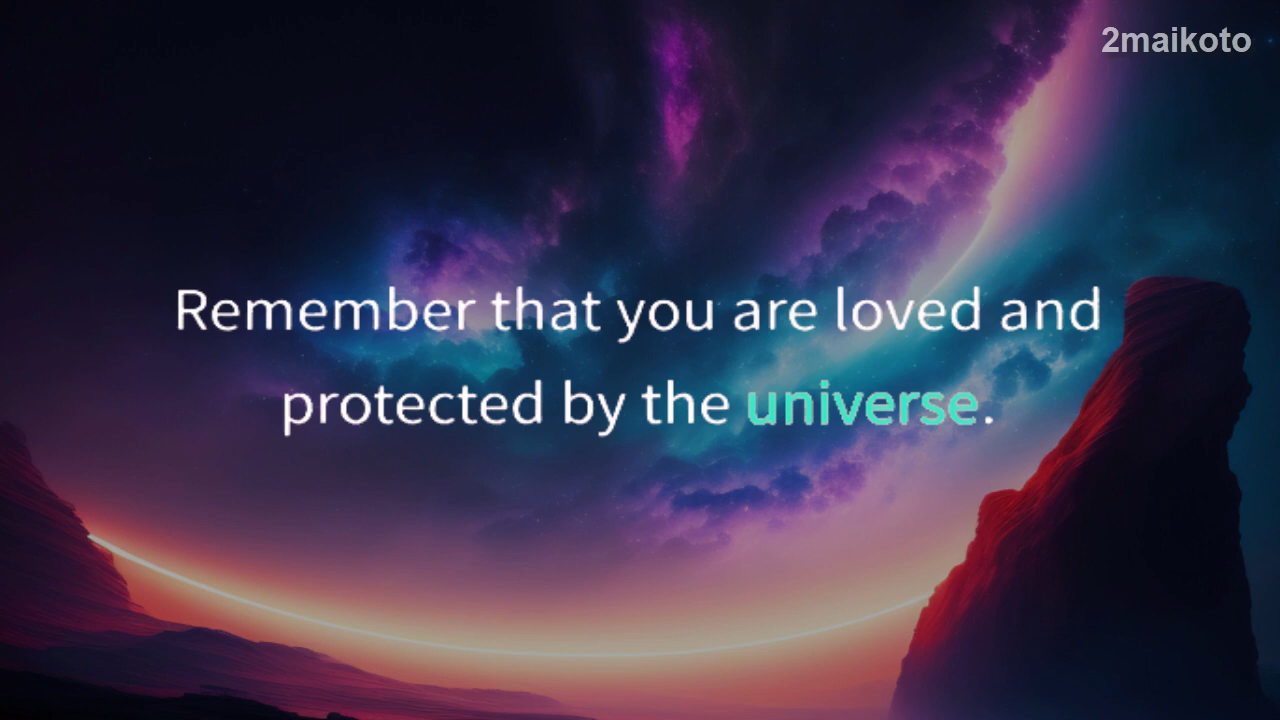 2maikoto
Remember that you are loved and
protected by the universe.